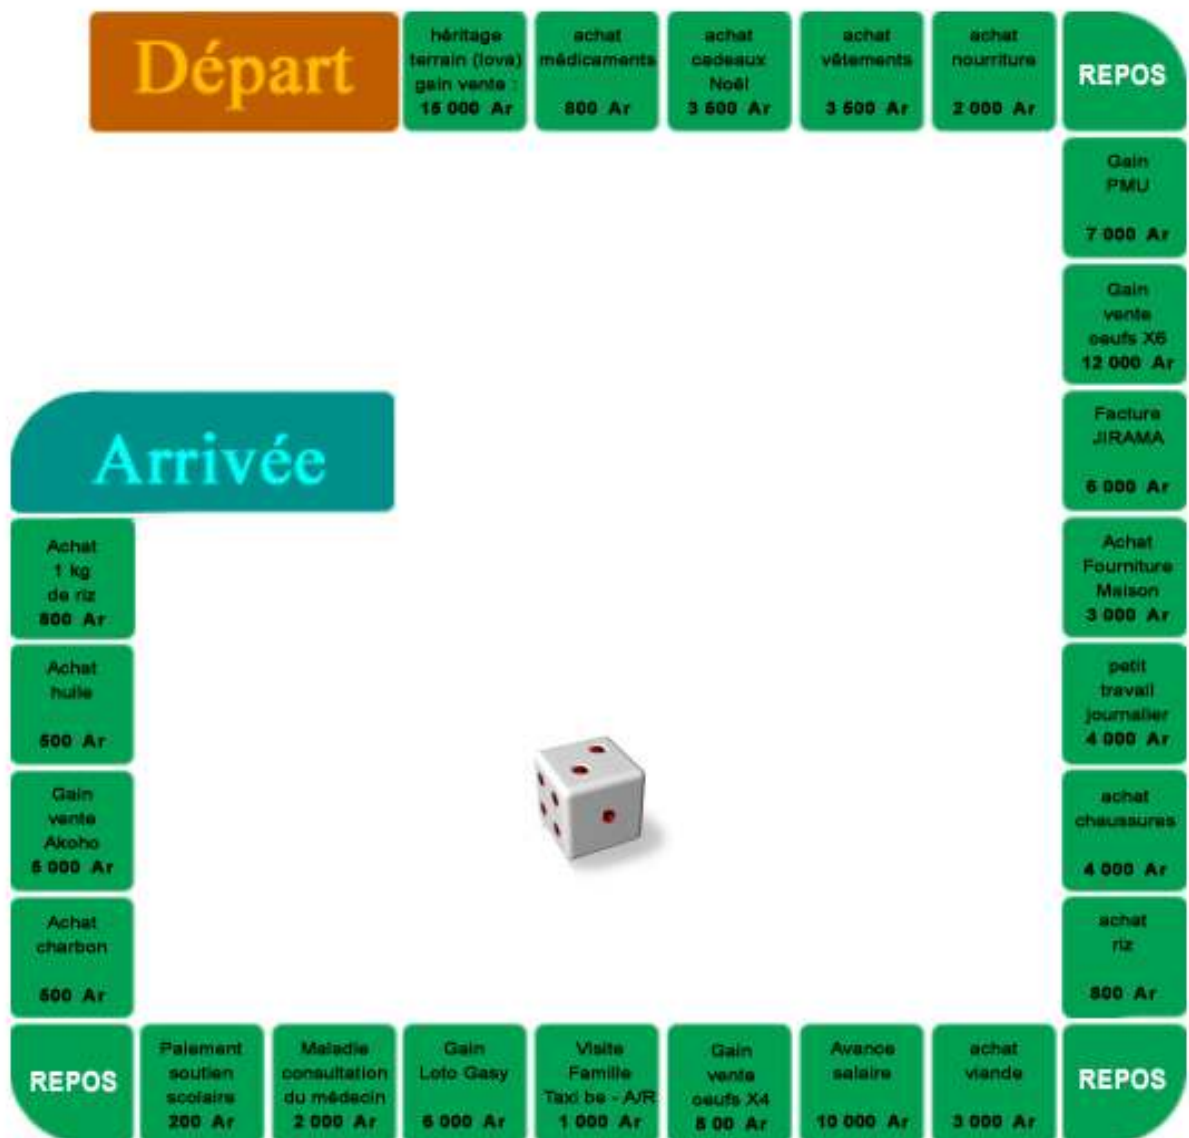 Départ
héritage
terrain (lova)
gain vente :
15 000 Ar
achat
médicaments
800 Ar
achat
cadeaux
Noël
3 500 Ar
achat
vêtements
3 500 Ar
achat
nourriture
2 000 Ar
REPOS
Gain
PMU
7 000 Ar
Gain
vente
oeufs X6
12 000 Ar
Facture
JIRAMA
Ar
Achat
Fourniture
Maison
3 000 Ar
petit
travail
journalier
4 000 Ar
achat
chaussures
4 000 Ar
achat
riz
800 Ar
REPOS
achat
viande
3 000 Ar
Avance
salaire
10 000 Ar
Gain
vente
oeufs X4
8 00 Ar
Visite
Famille
Taxi be - A/R
1 000 Ar
Gain
Loto Gasy
Ar
Maladie
consultation
du médecin
2 000 Ar
Paiement
soutien
scolaire
200 Ar
REPOS
Achat
charbon
500 Ar
Gain
vente
Akoho
Ar
Achat
huile
500 Ar
Achat
1 kg
de riz
800 Ar
Arrivée